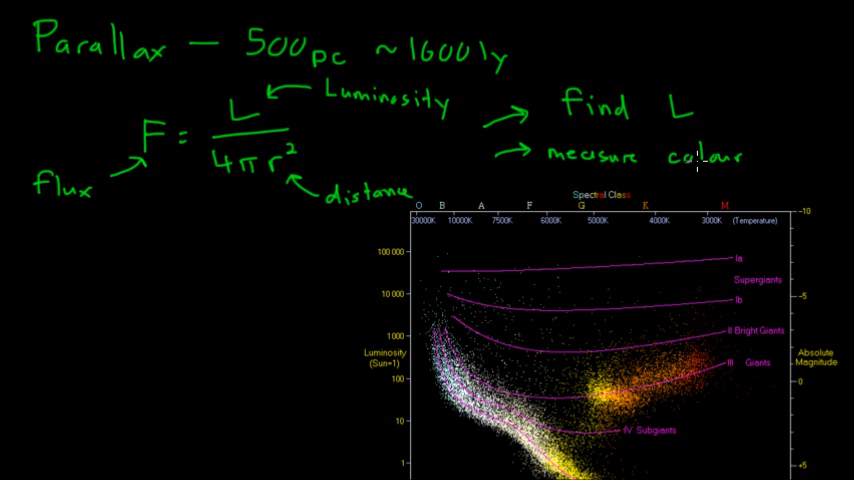 Parallax — 500pc ~1600ly
F = L / 4πr²
Luminosity
flux
distance
find L
measure colour
Spectral Class
O B A F G K M
30000K 10000K 7500K 6000K 5000K 4000K 3000K (Temperature)
-10
100 000
Ia
Supergiants
10 000
Ib
-5
1000
II Bright Giants
Luminosity
(Sun=1)
Absolute
Magnitude
III Giants
100
0
10
IV Subgiants
1
+5